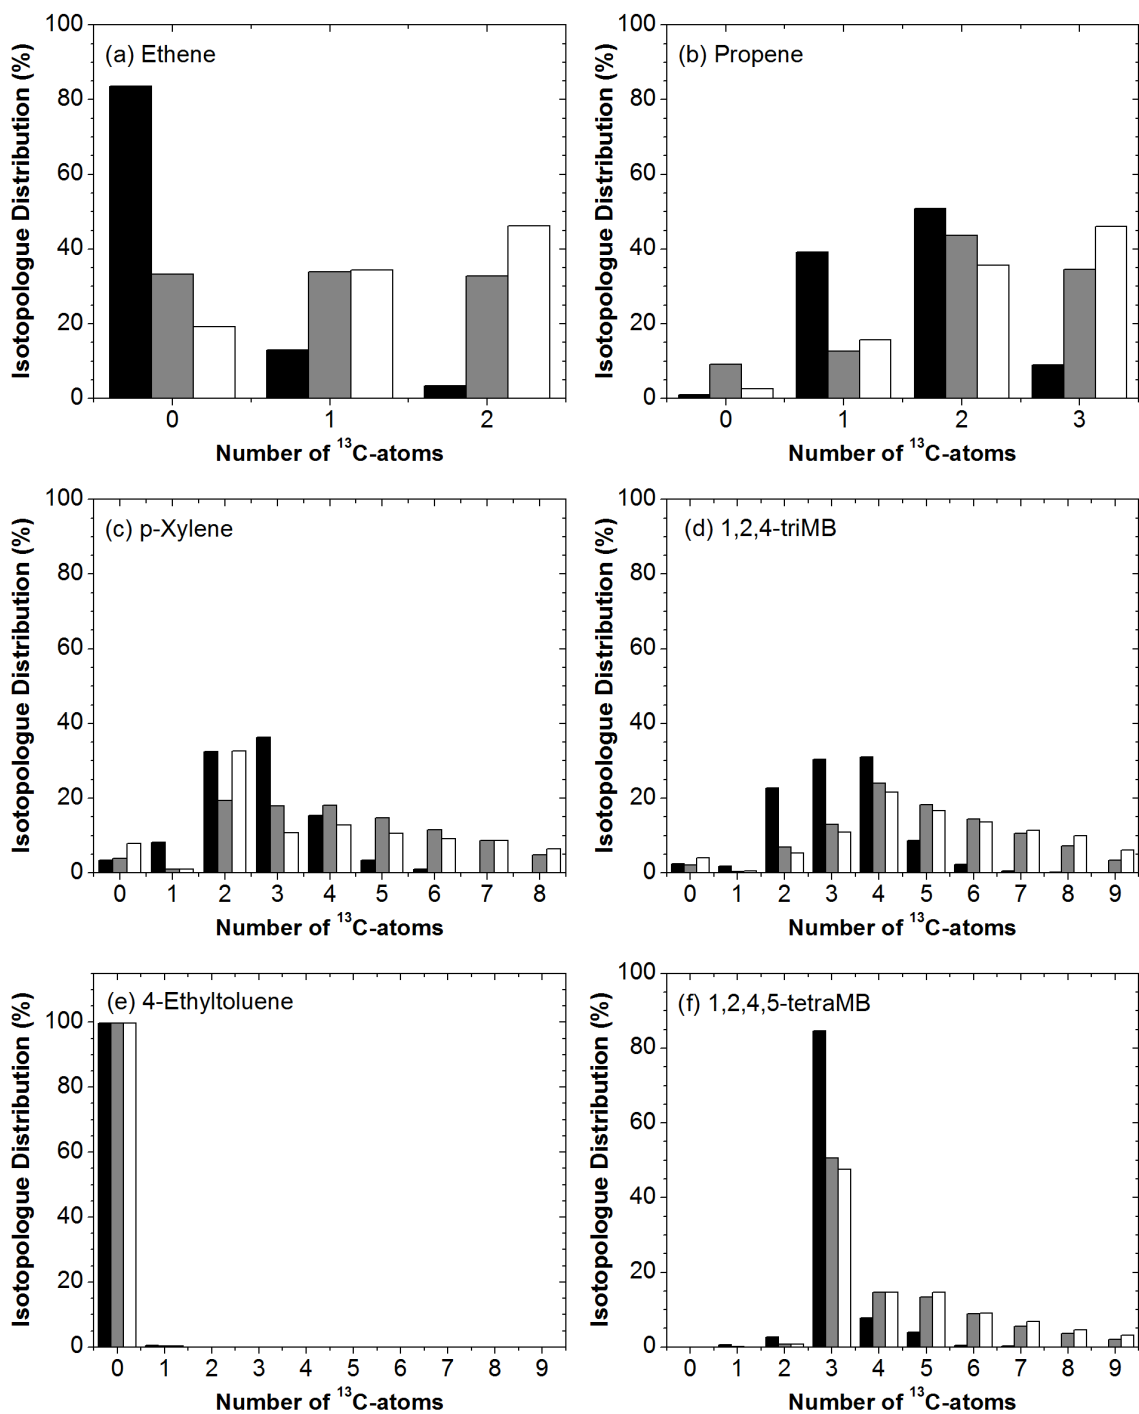 (a) Ethene
Isotopologue Distribution (%)
100
80
60
40
20
0
0 1 2
Number of ¹³C-atoms
(b) Propene
Isotopologue Distribution (%)
100
80
60
40
20
0
0 1 2 3
Number of ¹³C-atoms
(c) p-Xylene
Isotopologue Distribution (%)
100
80
60
40
20
0
0 1 2 3 4 5 6 7 8
Number of ¹³C-atoms
(d) 1,2,4-triMB
Isotopologue Distribution (%)
100
80
60
40
20
0
0 1 2 3 4 5 6 7 8 9
Number of ¹³C-atoms
(e) 4-Ethyltoluene
Isotopologue Distribution (%)
100
80
60
40
20
0
0 1 2 3 4 5 6 7 8 9
Number of ¹³C-atoms
(f) 1,2,4,5-tetraMB
Isotopologue Distribution (%)
100
80
60
40
20
0
0 1 2 3 4 5 6 7 8 9
Number of ¹³C-atoms